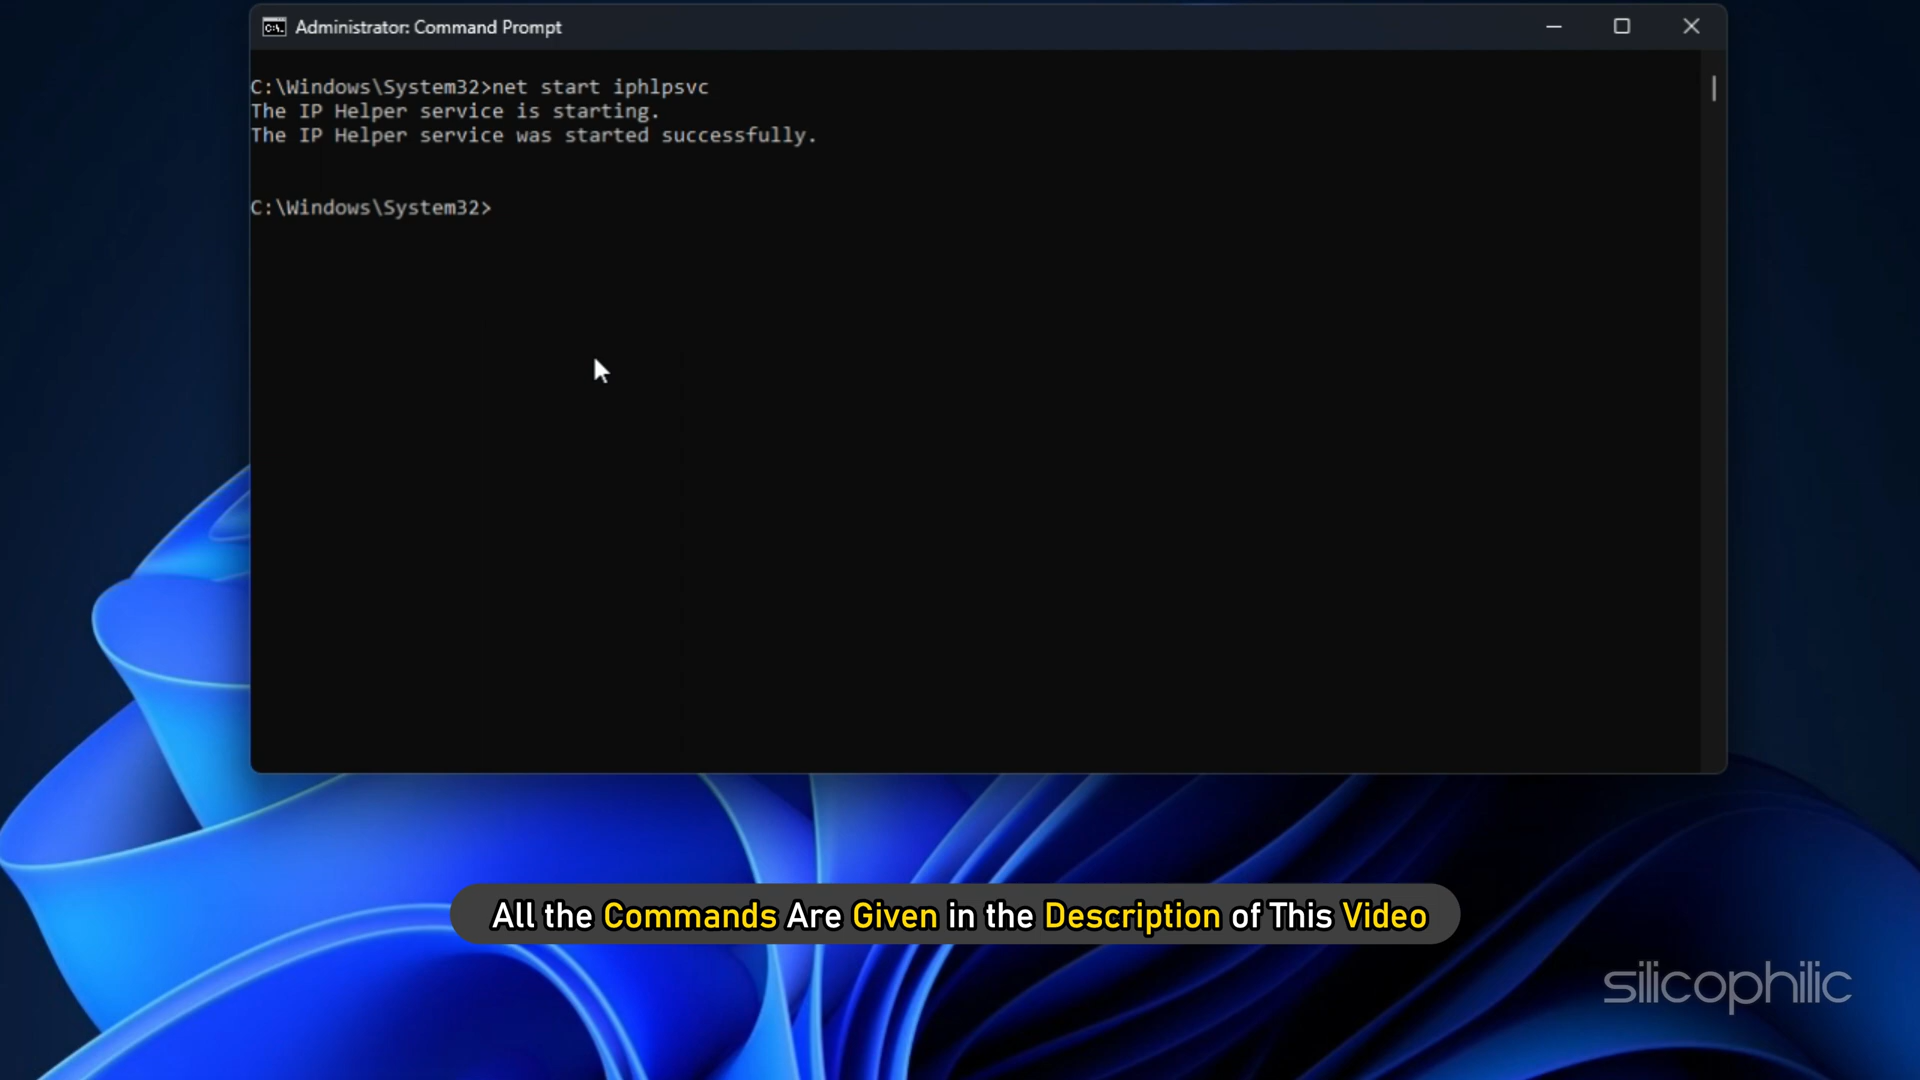 Administrator: Command Prompt
C:\Windows\System32>net start iphlpsvc
The IP Helper service is starting.
The IP Helper service was started successfully.
C:\Windows\System32>
All the Commands Are Given in the Description of This Video
silicophilic